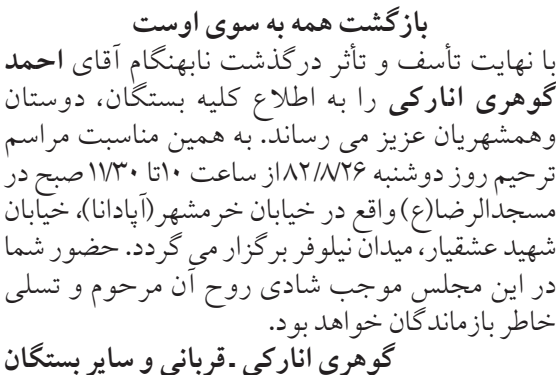 بازگشت همه به سوی اوست
با نهایت تأسف و تأثر درگذشت نابهنگام آقای احمد
گوهری انارکی را به اطلاع کلیه بستگان، دوستان
وهمشهریان عزیز می رساند. به همین مناسبت مراسم
ترحیم روز دوشنبه ۸۲/۸/۲۶از ساعت ۱۰تا ۱۱/۳۰ صبح در
مسجدالرضا(ع) واقع در خیابان خرمشهر(آپادانا)، خیابان
شهید عشقیار، میدان نیلوفر برگزار می گردد. حضور شما
در این مجلس موجب شادی روح آن مرحوم و تسلی
خاطر بازماندگان خواهد بود.
گوهری انارکی ـ قربانی و سایر بستگان